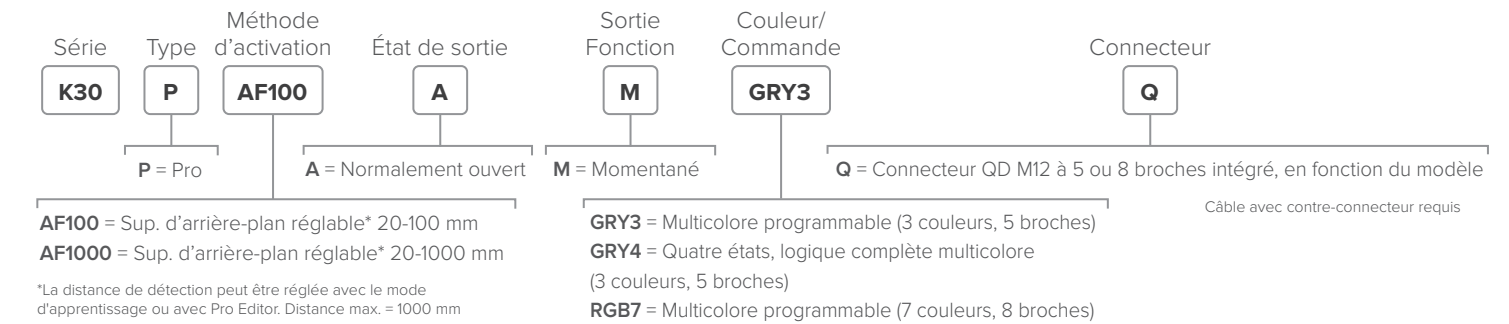 Série
Type
Méthode
d’activation
État de sortie
Sortie
Fonction
Couleur/
Commande
Connecteur
K30
P
AF100
A
M
GRY3
Q
P = Pro
A = Normalement ouvert
M = Momentané
Q = Connecteur QD M12 à 5 ou 8 broches intégré, en fonction du modèle
Câble avec contre-connecteur requis
AF100 = Sup. d’arrière-plan réglable* 20-100 mm
AF1000 = Sup. d’arrière-plan réglable* 20-1000 mm
*La distance de détection peut être réglée avec le mode
d'apprentissage ou avec Pro Editor. Distance max. = 1000 mm
GRY3 = Multicolore programmable (3 couleurs, 5 broches)
GRY4 = Quatre états, logique complète multicolore
(3 couleurs, 5 broches)
RGB7 = Multicolore programmable (7 couleurs, 8 broches)